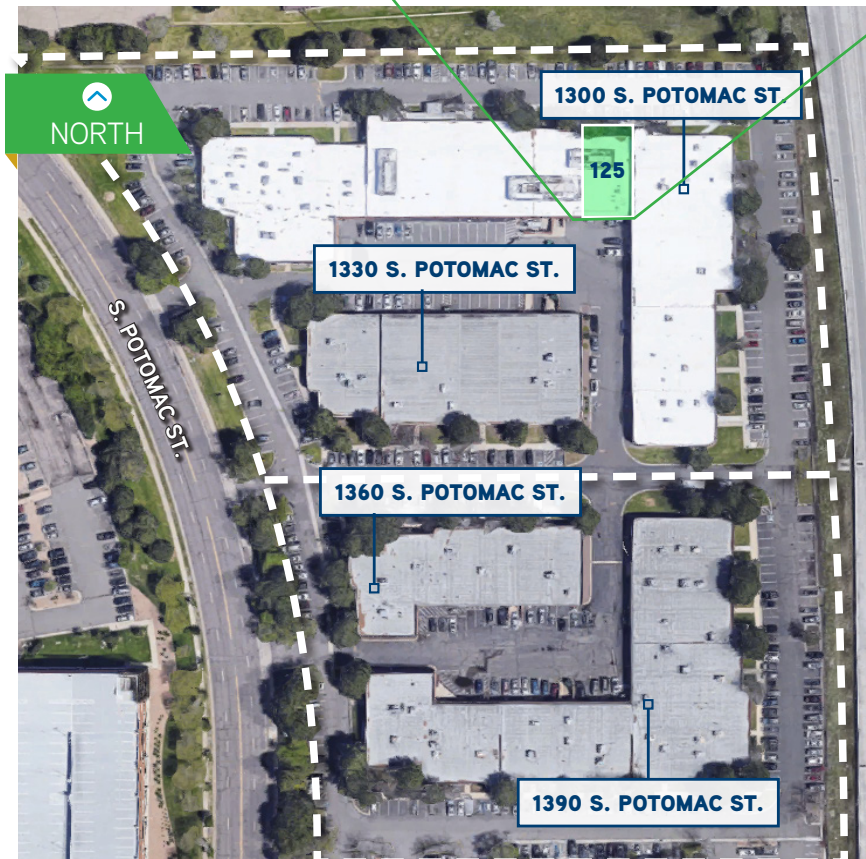 1300 S. POTOMAC ST.
NORTH
125
1330 S. POTOMAC ST.
S. POTOMAC ST.
1360 S. POTOMAC ST.
1390 S. POTOMAC ST.